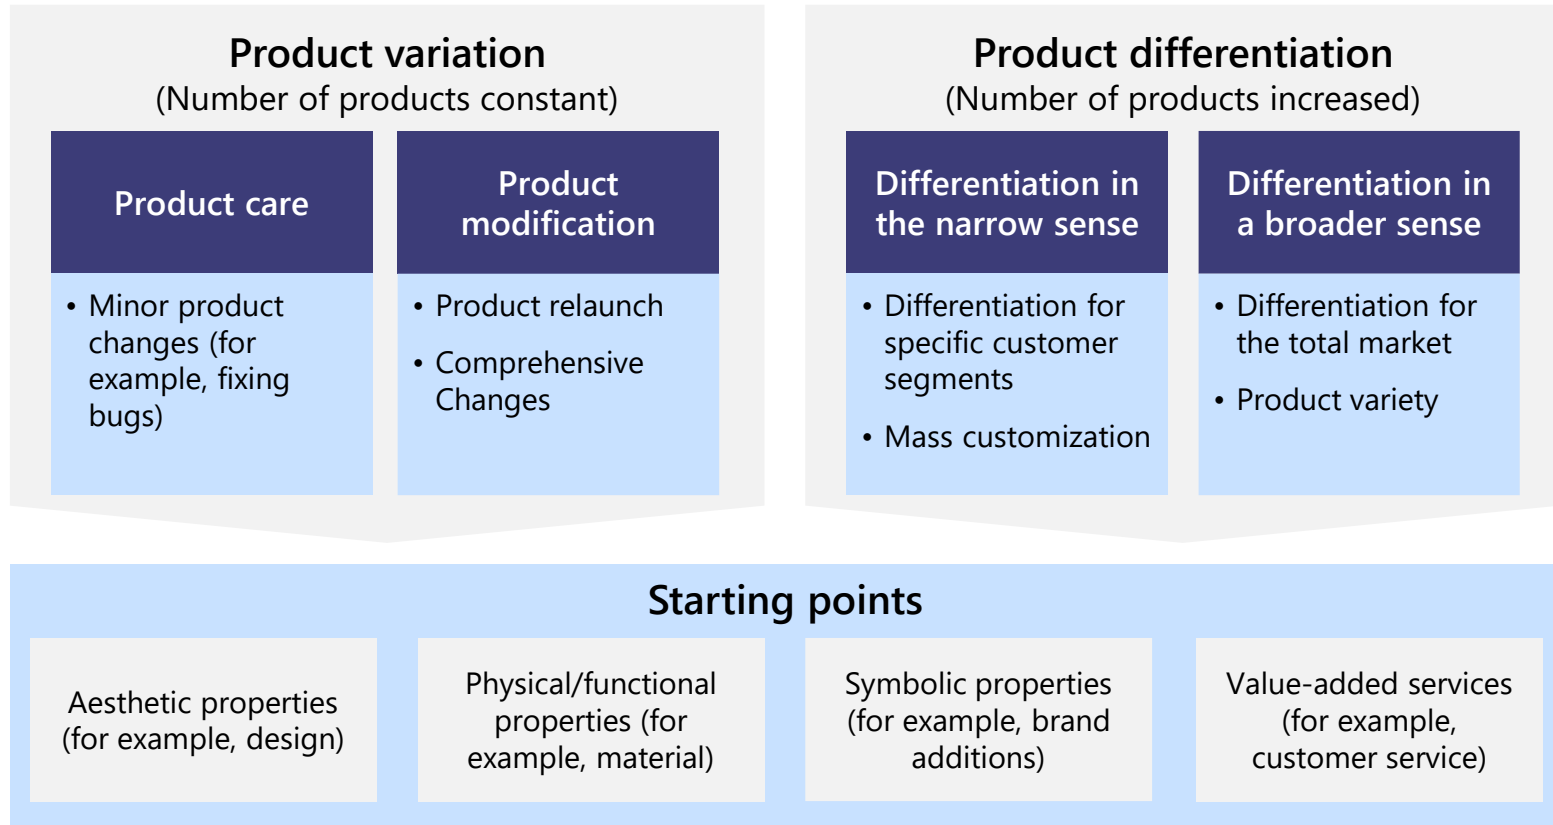 Product variation
(Number of products constant)
Product care
• Minor product
changes (for
example, fixing
bugs)
Product
modification
• Product relaunch
• Comprehensive
Changes
Product differentiation
(Number of products increased)
Differentiation in
the narrow sense
• Differentiation for
specific customer
segments
• Mass customization
Differentiation in
a broader sense
• Differentiation for
the total market
• Product variety
Starting points
Aesthetic properties
(for example, design)
Physical/functional
properties (for
example, material)
Symbolic properties
(for example, brand
additions)
Value-added services
(for example,
customer service)